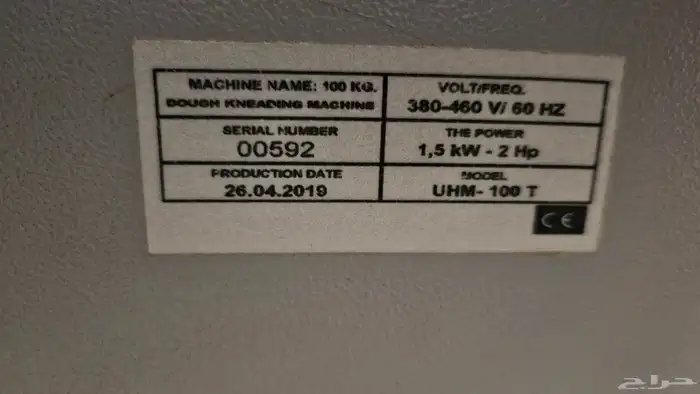 MACHINE NAME: 100 KG.
DOUGH KNEADING MACHINE
VOLT/FREQ.
380-460 V/ 60 HZ
SERIAL NUMBER
00592
THE POWER
1,5 kW - 2 Hp
PRODUCTION DATE
26.04.2019
MODEL
UHM- 100 T
CE
حراج